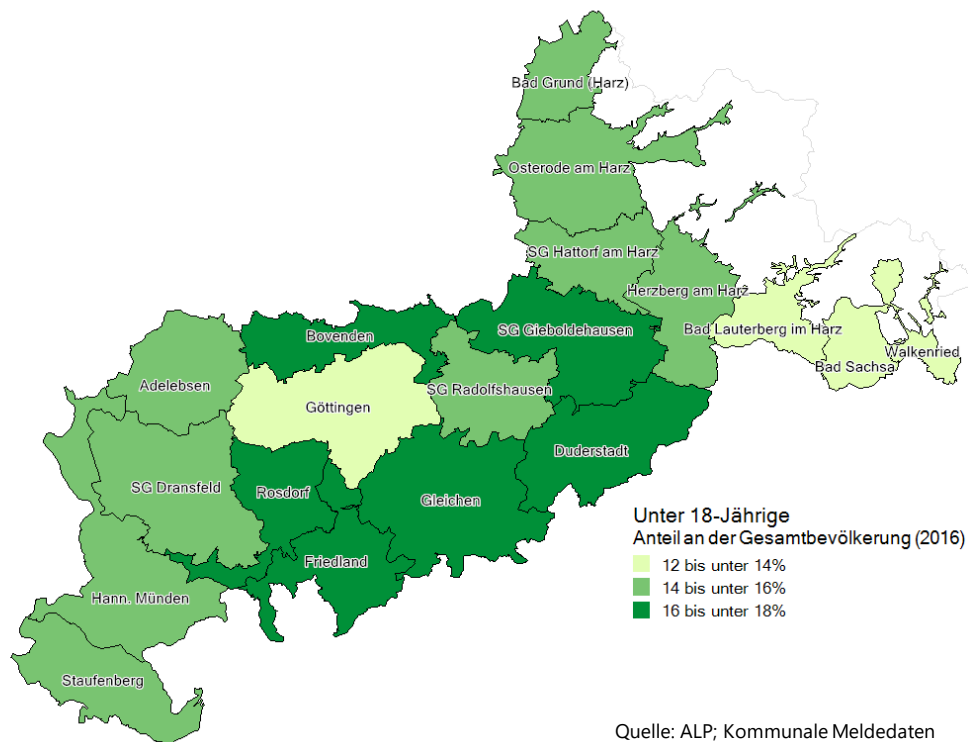 Bad Grund (Harz)
Osterode am Harz
SG Hattorf am Harz
Herzberg am Harz
SG Gieboldehausen
Bad Lauterberg im Harz
Bovenden
Walkenried
Bad Sachsa
Adelebsen
SG Radolfshausen
Göttingen
Duderstadt
SG Dransfeld
Rosdorf
Gleichen
Friedland
Hann. Münden
Staufenberg
Unter 18-Jährige
Anteil an der Gesamtbevölkerung (2016)
12 bis unter 14%
14 bis unter 16%
16 bis unter 18%
Quelle: ALP; Kommunale Meldedaten